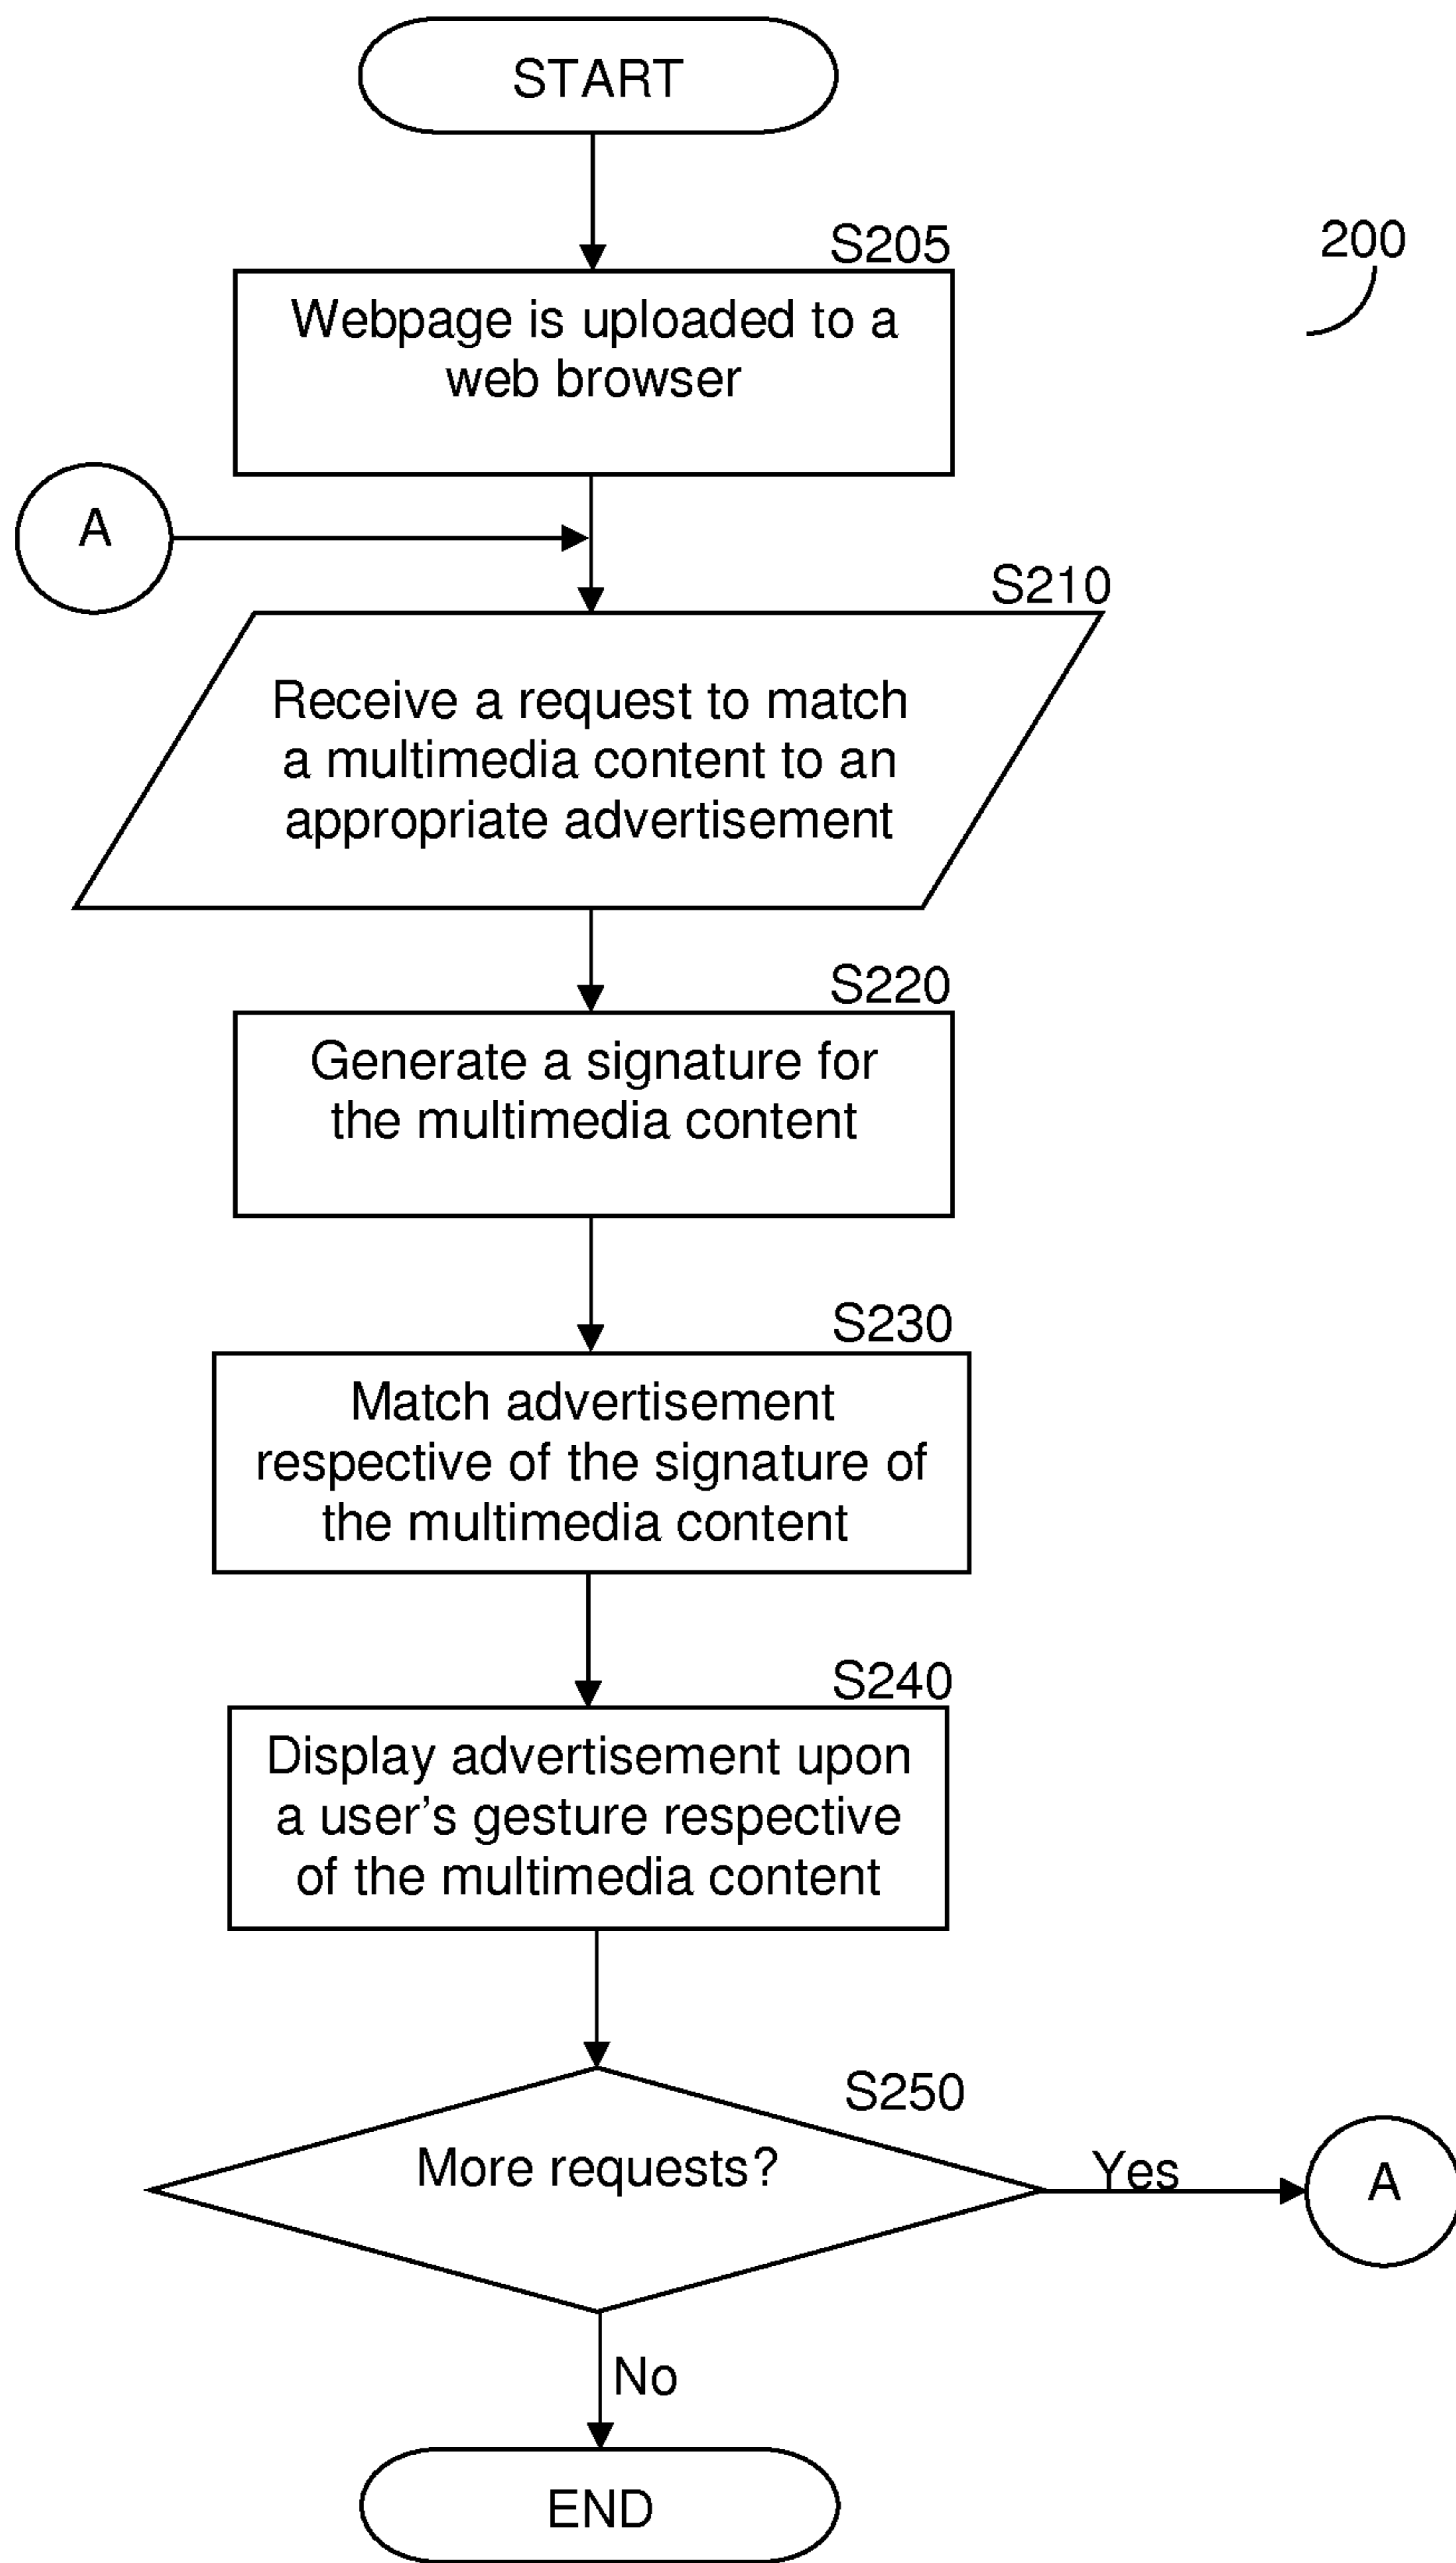 START
S205
200
Webpage is uploaded to a
web browser
A
S210
Receive a request to match
a multimedia content to an
appropriate advertisement
S220
Generate a signature for
the multimedia content
S230
Match advertisement
respective of the signature of
the multimedia content
S240
Display advertisement upon
a user's gesture respective
of the multimedia content
S250
More requests?
Yes
A
No
END